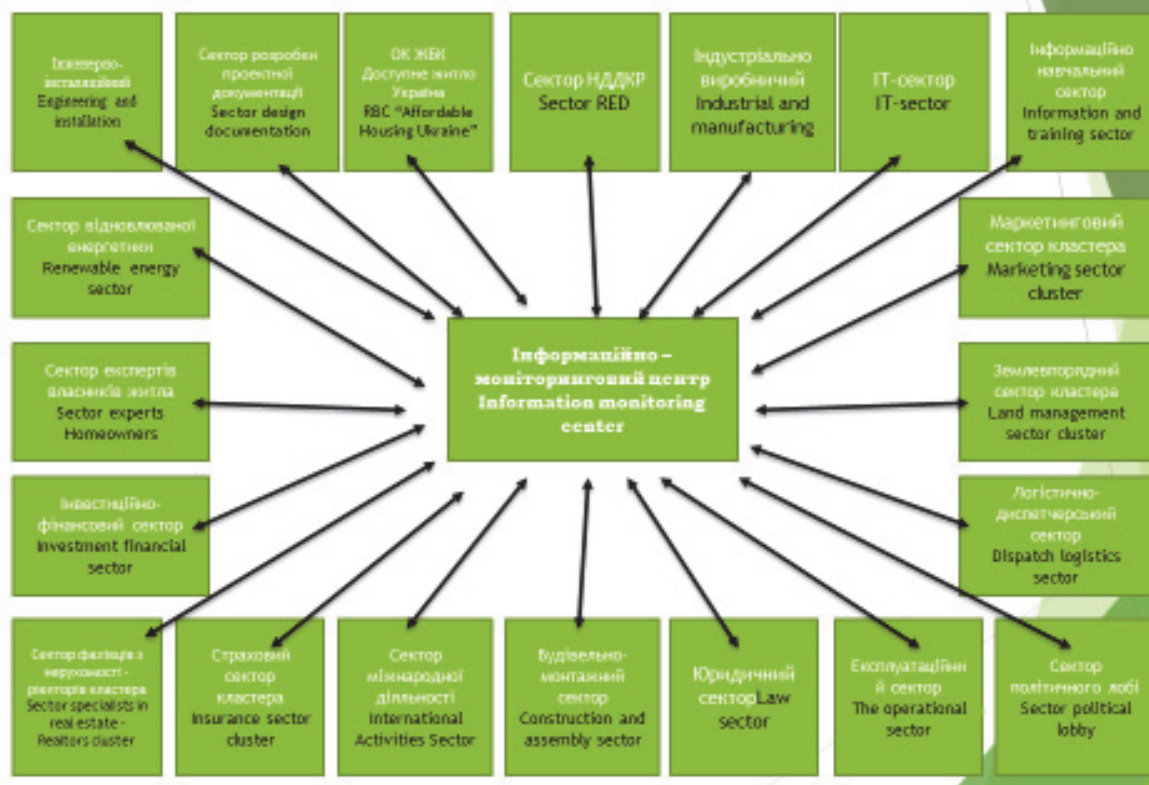 Інженерно-
інсталяційний
Engineering and
installation
Сектор розробки
проектної
документації
Sector design
documentation
ОК ЖБК
Доступне житло
Україна
RBC "Affordable
Housing Ukraine"
Сектор НДДКР
Sector RED
Індустріально
виробничий
Industrial and
manufacturing
ІТ-сектор
IT-sector
Інформаційно
навчальний
сектор
Information and
training sector
Сектор відновлюваної
енергетики
Renewable energy
sector
Маркетинговий
сектор кластера
Marketing sector
cluster
Інформаційно –
моніторинговий центр
Information monitoring
center
Сектор експертів
власників житла
Sector experts
Homeowners
Землевпорядний
сектор кластера
Land management
sector cluster
Інвестиційно-
фінансовий сектор
Investment financial
sector
Логістично-
диспетчерський
сектор
Dispatch logistics
sector
Сектор фахівців з
нерухомості -
ріелторів кластера
Sector specialists in
real estate -
Realtors cluster
Страховий
сектор
кластера
Insurance sector
cluster
Сектор
міжнародної
діяльності
International
Activities Sector
Будівельно-
монтажний
сектор
Construction and
assembly sector
Юридичний
секторLaw
sector
Експлуатаційни
й сектор
The operational
sector
Сектор
політичного лобі
Sector political
lobby